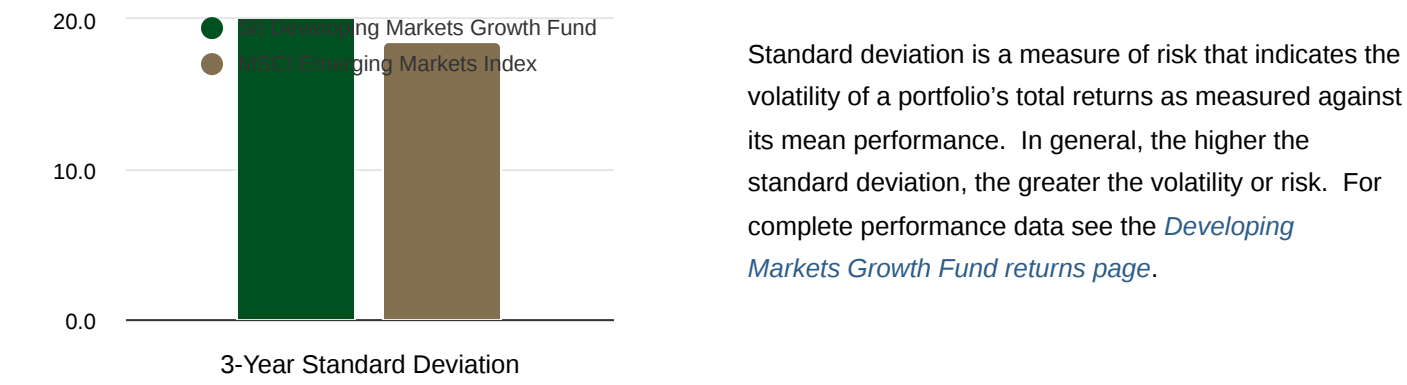 20.0
Developing Markets Growth Fund
MSCI Emerging Markets Index
10.0
0.0
3-Year Standard Deviation
Standard deviation is a measure of risk that indicates the
volatility of a portfolio’s total returns as measured against
its mean performance.  In general, the higher the
standard deviation, the greater the volatility or risk.  For
complete performance data see the Developing
Markets Growth Fund returns page.